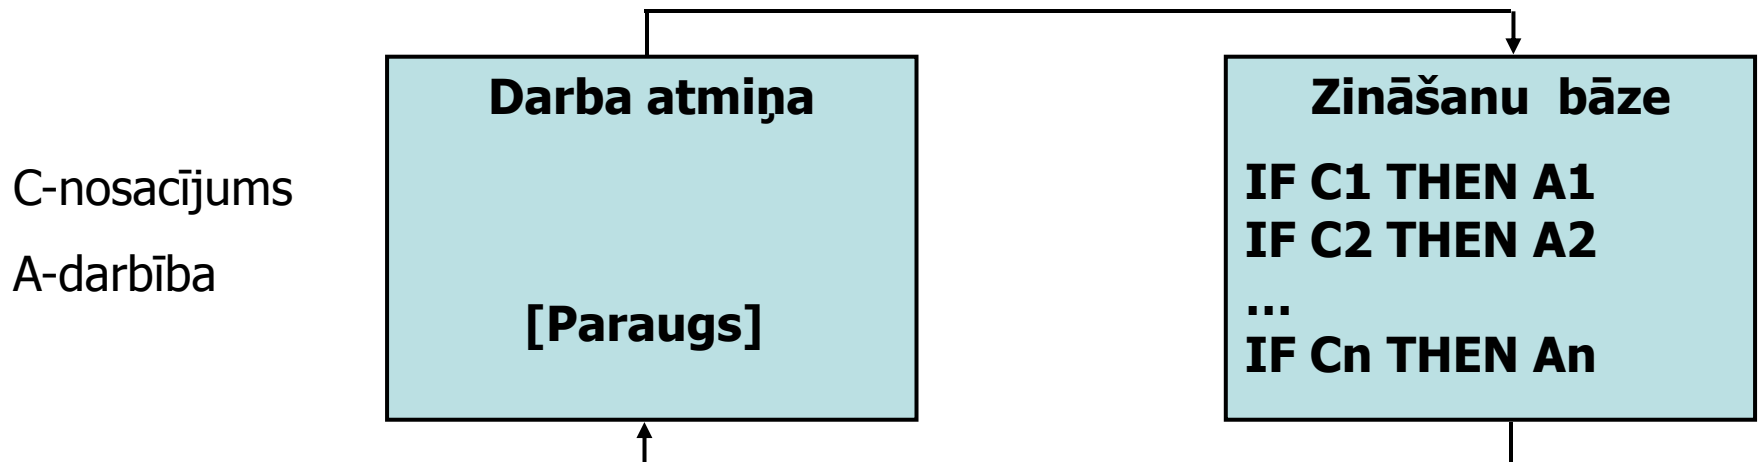 C-nosacījums
A-darbība
Darba atmiņa
[Paraugs]
Zināšanu bāze
IF C1 THEN A1
IF C2 THEN A2
...
IF Cn THEN An